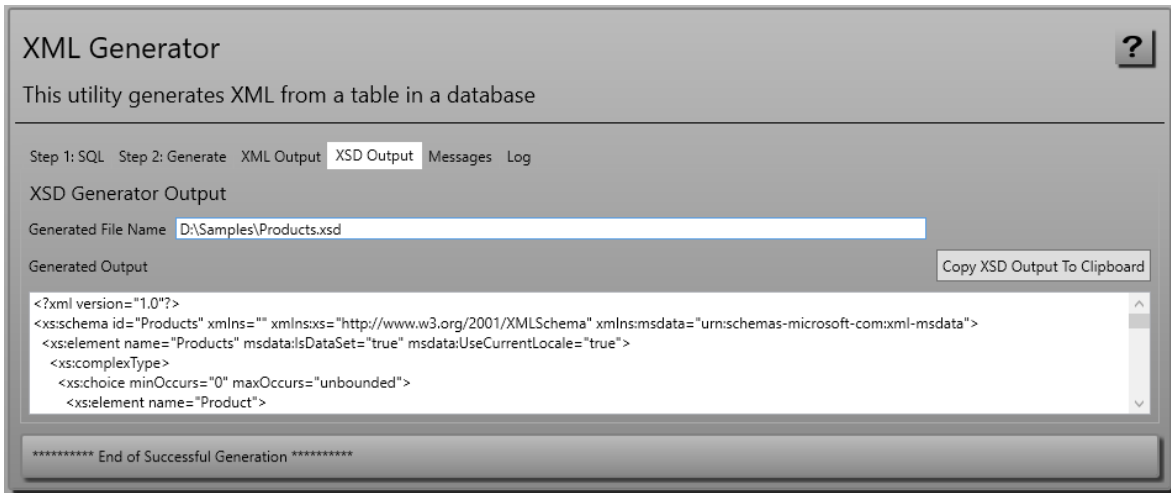 XML Generator
?
This utility generates XML from a table in a database
Step 1: SQL Step 2: Generate XML Output XSD Output Messages Log
XSD Generator Output
Generated File Name D:\Samples\Products.xsd
Generated Output Copy XSD Output To Clipboard
<?xml version="1.0"?>
<xs:schema id="Products" xmlns="" xmlns:xs="http://www.w3.org/2001/XMLSchema" xmlns:msdata="urn:schemas-microsoft-com:xml-msdata">
<xs:element name="Products" msdata:IsDataSet="true" msdata:UseCurrentLocale="true">
<xs:complexType>
<xs:choice minOccurs="0" maxOccurs="unbounded">
<xs:element name="Product">
********** End of Successful Generation **********